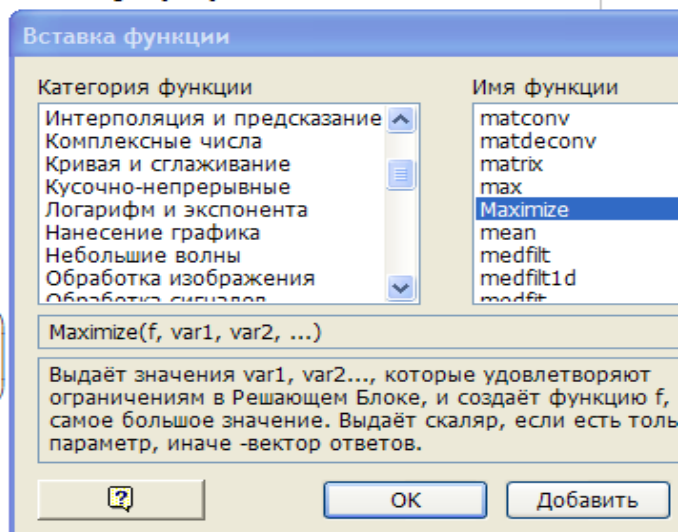 Вставка функции
Категория функции
Имя функции
Интерполяция и предсказание
Комплексные числа
Кривая и сглаживание
Кусочно-непрерывные
Логарифм и экспонента
Нанесение графика
Небольшие волны
Обработка изображения
Обработка сигналов
matconv
matdeconv
matrix
max
Maximize
mean
medfilt
medfilt1d
medfit
Maximize(f, var1, var2, ...)
Выдаёт значения var1, var2..., которые удовлетворяют
ограничениям в Решающем Блоке, и создаёт функцию f,
самое большое значение. Выдаёт скаляр, если есть толь
параметр, иначе -вектор ответов.
OK
Добавить